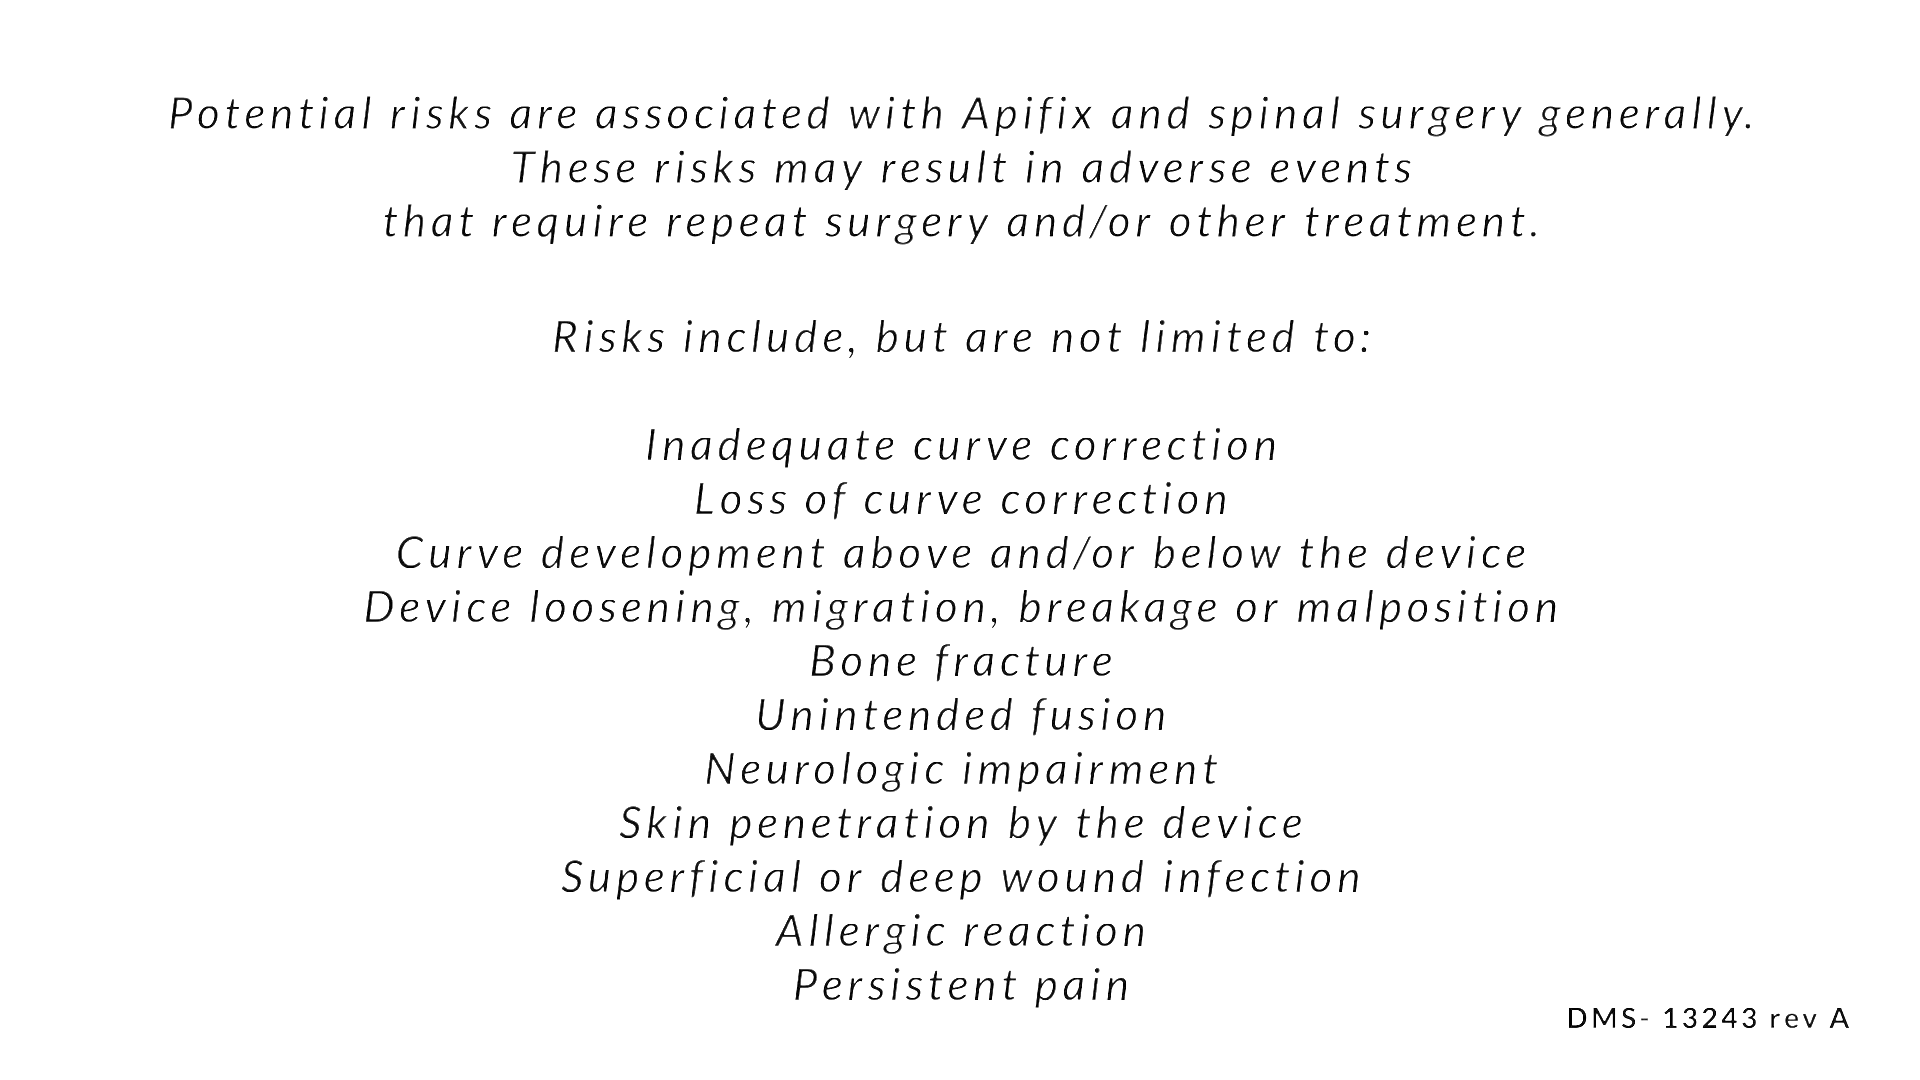 Potential risks are associated with Apifix and spinal surgery generally.
These risks may result in adverse events
that require repeat surgery and/or other treatment.
Risks include, but are not limited to:
Inadequate curve correction
Loss of curve correction
Curve development above and/or below the device
Device loosening, migration, breakage or malposition
Bone fracture
Unintended fusion
Neurologic impairment
Skin penetration by the device
Superficial or deep wound infection
Allergic reaction
Persistent pain
DMS- 13243 rev A